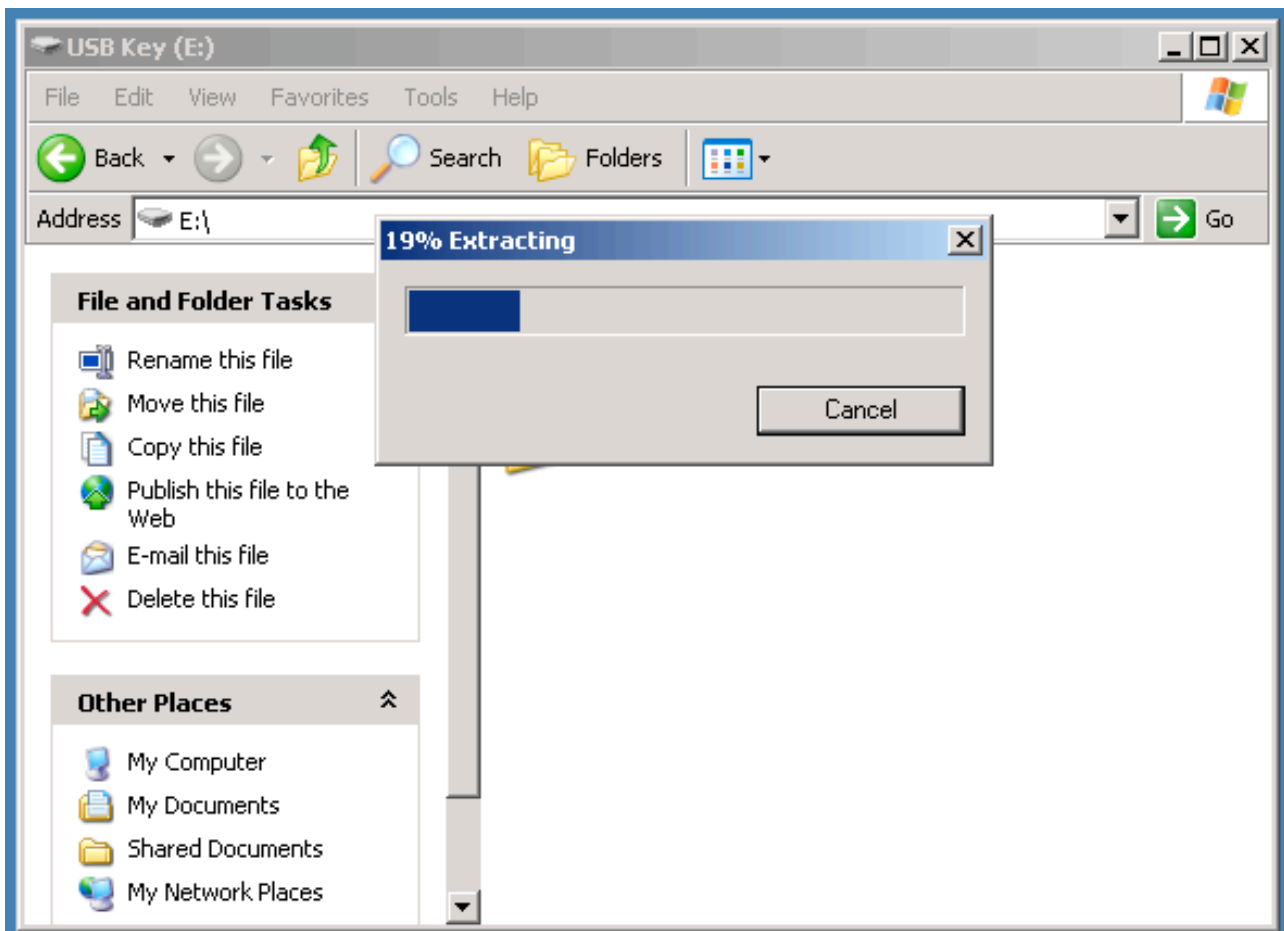 USB Key (E:)
File Edit View Favorites Tools Help
Back Search Folders
Address E:\ Go
19% Extracting
Cancel
File and Folder Tasks
Rename this file
Move this file
Copy this file
Publish this file to the
Web
E-mail this file
Delete this file
Other Places
My Computer
My Documents
Shared Documents
My Network Places